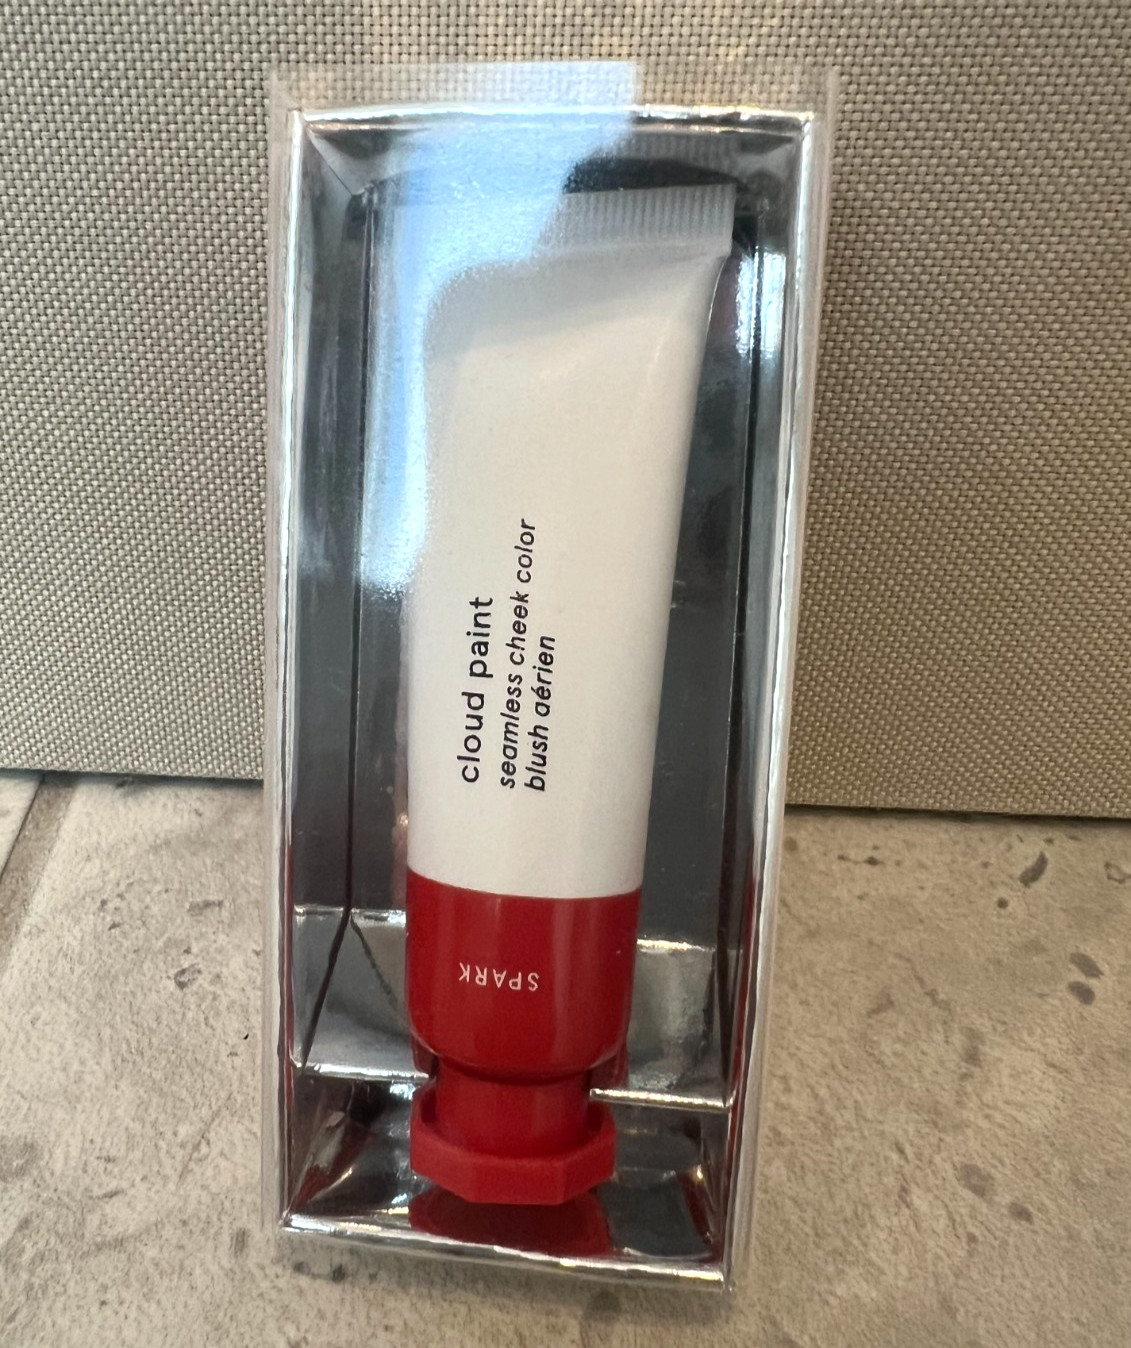 cloud paint
seamless cheek color
blush aérien
SPARK